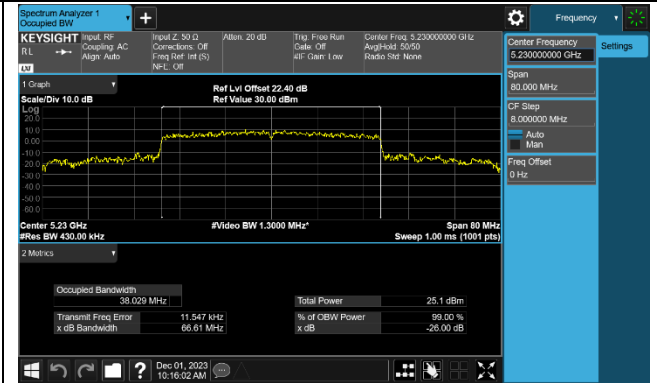 Spectrum Analyzer 1
Occupied BW
Frequency
KEYSIGHT
RL
LXI
Input: RF
Coupling: AC
Align: Auto
Input Z: 50 Ω
Corrections: Off
Freq Ref: Int (S)
NFE: Off
Atten: 20 dB
Trig: Free Run
Gate: Off
#IF Gain: Low
Center Freq: 5.230000000 GHz
Avg|Hold: 50/50
Radio Std: None
Center Frequency
5.230000000 GHz
Settings
Span
80.000 MHz
CF Step
8.000000 MHz
Auto
Man
Freq Offset
0 Hz
1 Graph
Scale/Div 10.0 dB
Ref Lvl Offset 22.40 dB
Ref Value 30.00 dBm
Log
20.0
10.0
0.00
-10.0
-20.0
-30.0
-40.0
-50.0
-60.0
Center 5.23 GHz
#Video BW 1.3000 MHz*
Span 80 MHz
#Res BW 430.00 kHz
Sweep 1.00 ms (1001 pts)
2 Metrics
Occupied Bandwidth
38.029 MHz
Total Power 25.1 dBm
Transmit Freq Error 11.547 kHz
% of OBW Power 99.00 %
x dB Bandwidth 66.61 MHz
x dB -26.00 dB
Dec 01, 2023
10:16:02 AM